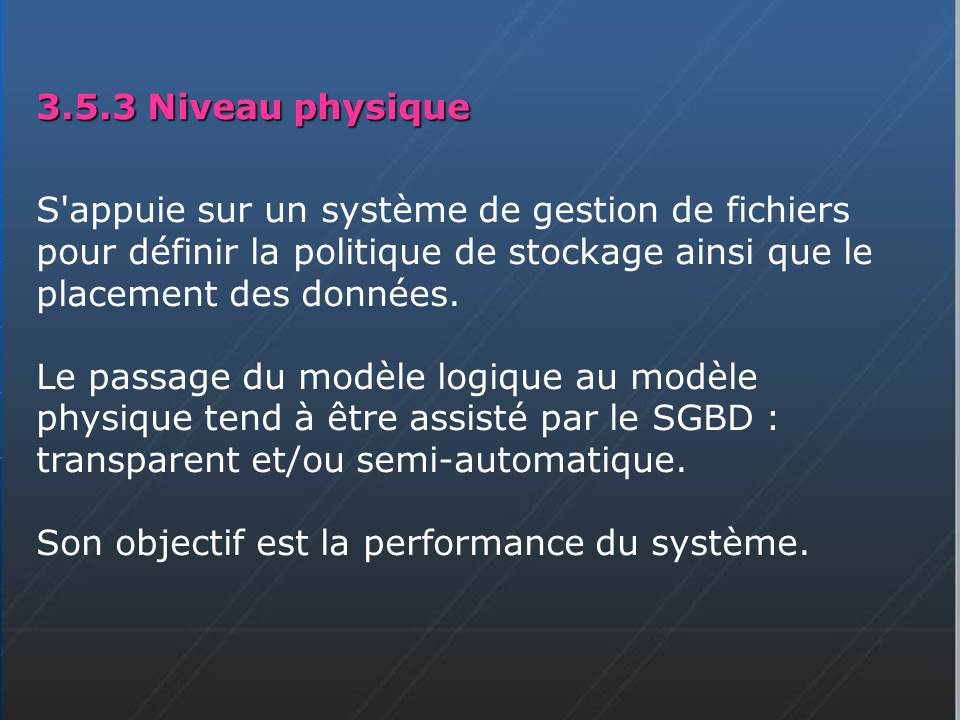 3.5.3 Niveau physique
S'appuie sur un système de gestion de fichiers
pour définir la politique de stockage ainsi que le
placement des données.
Le passage du modèle logique au modèle
physique tend à être assisté par le SGBD :
transparent et/ou semi-automatique.
Son objectif est la performance du système.